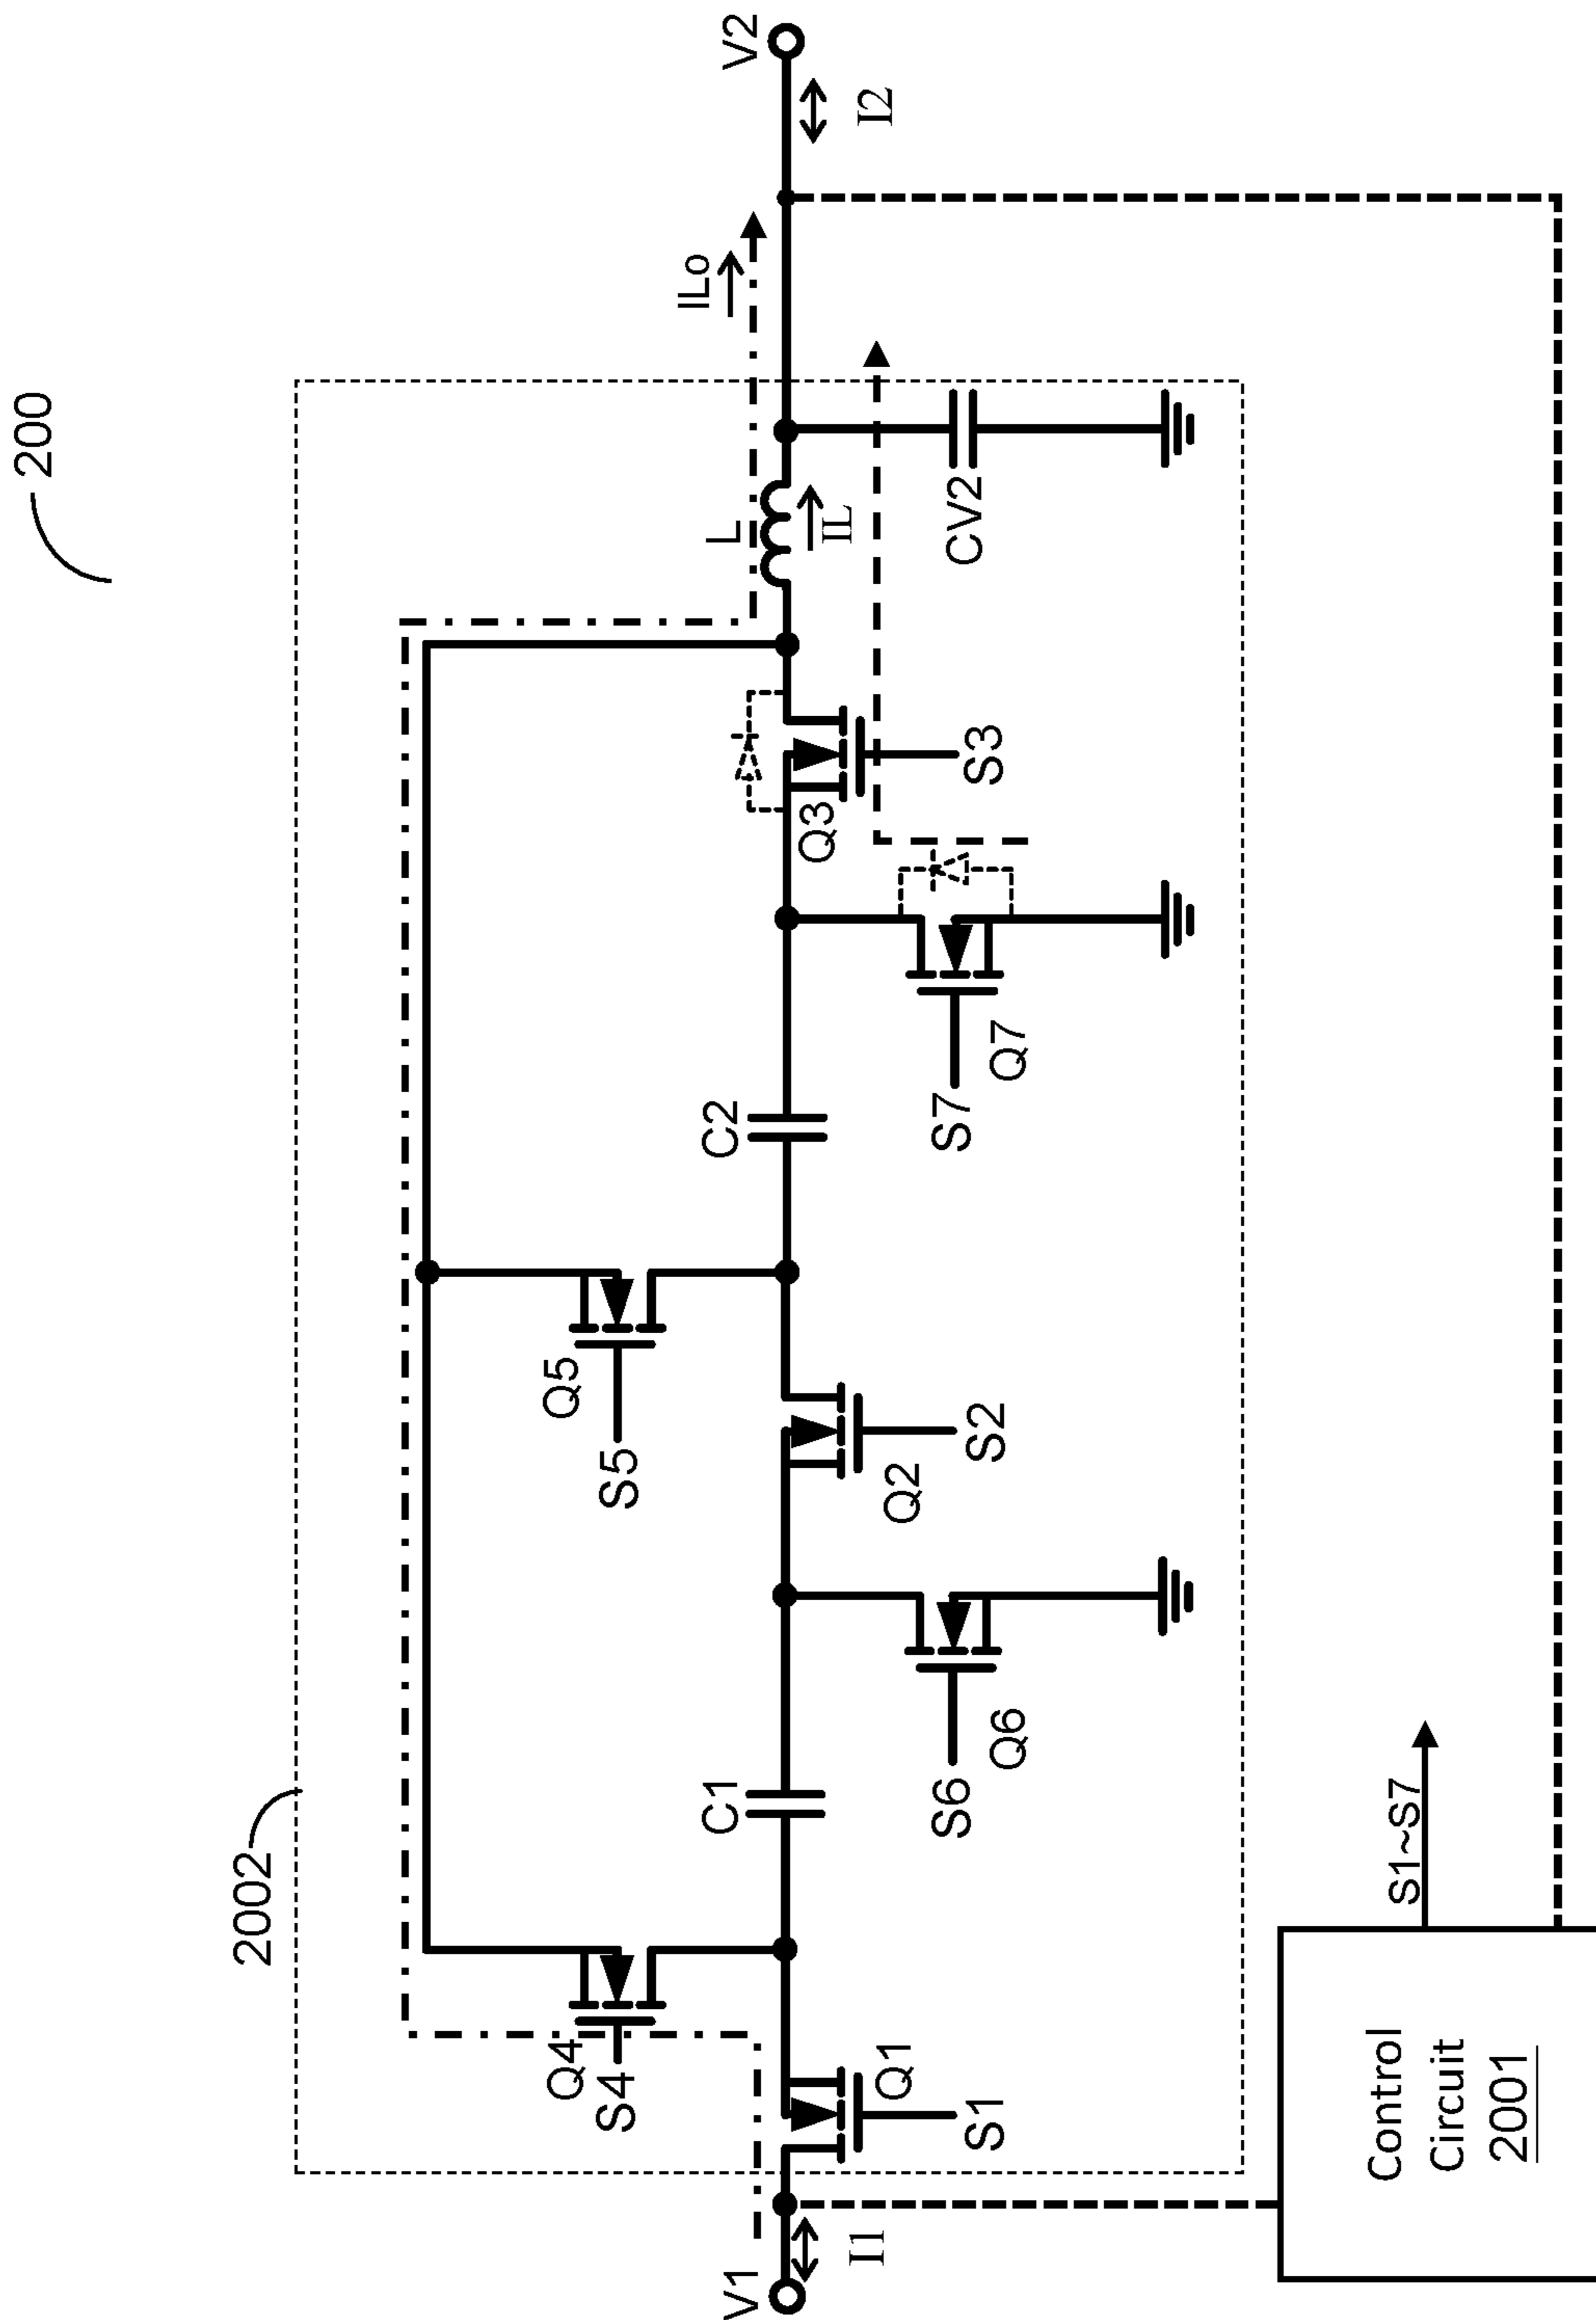 200
2002
V1
I1
Q4
S4
Q1
S1
C1
S6
Q6
Q5
S5
Q2
S2
C2
S7
Q7
Q3
S3
L
IL
CV2
ILo
V2
I2
S1~S7
Control
Circuit
2001